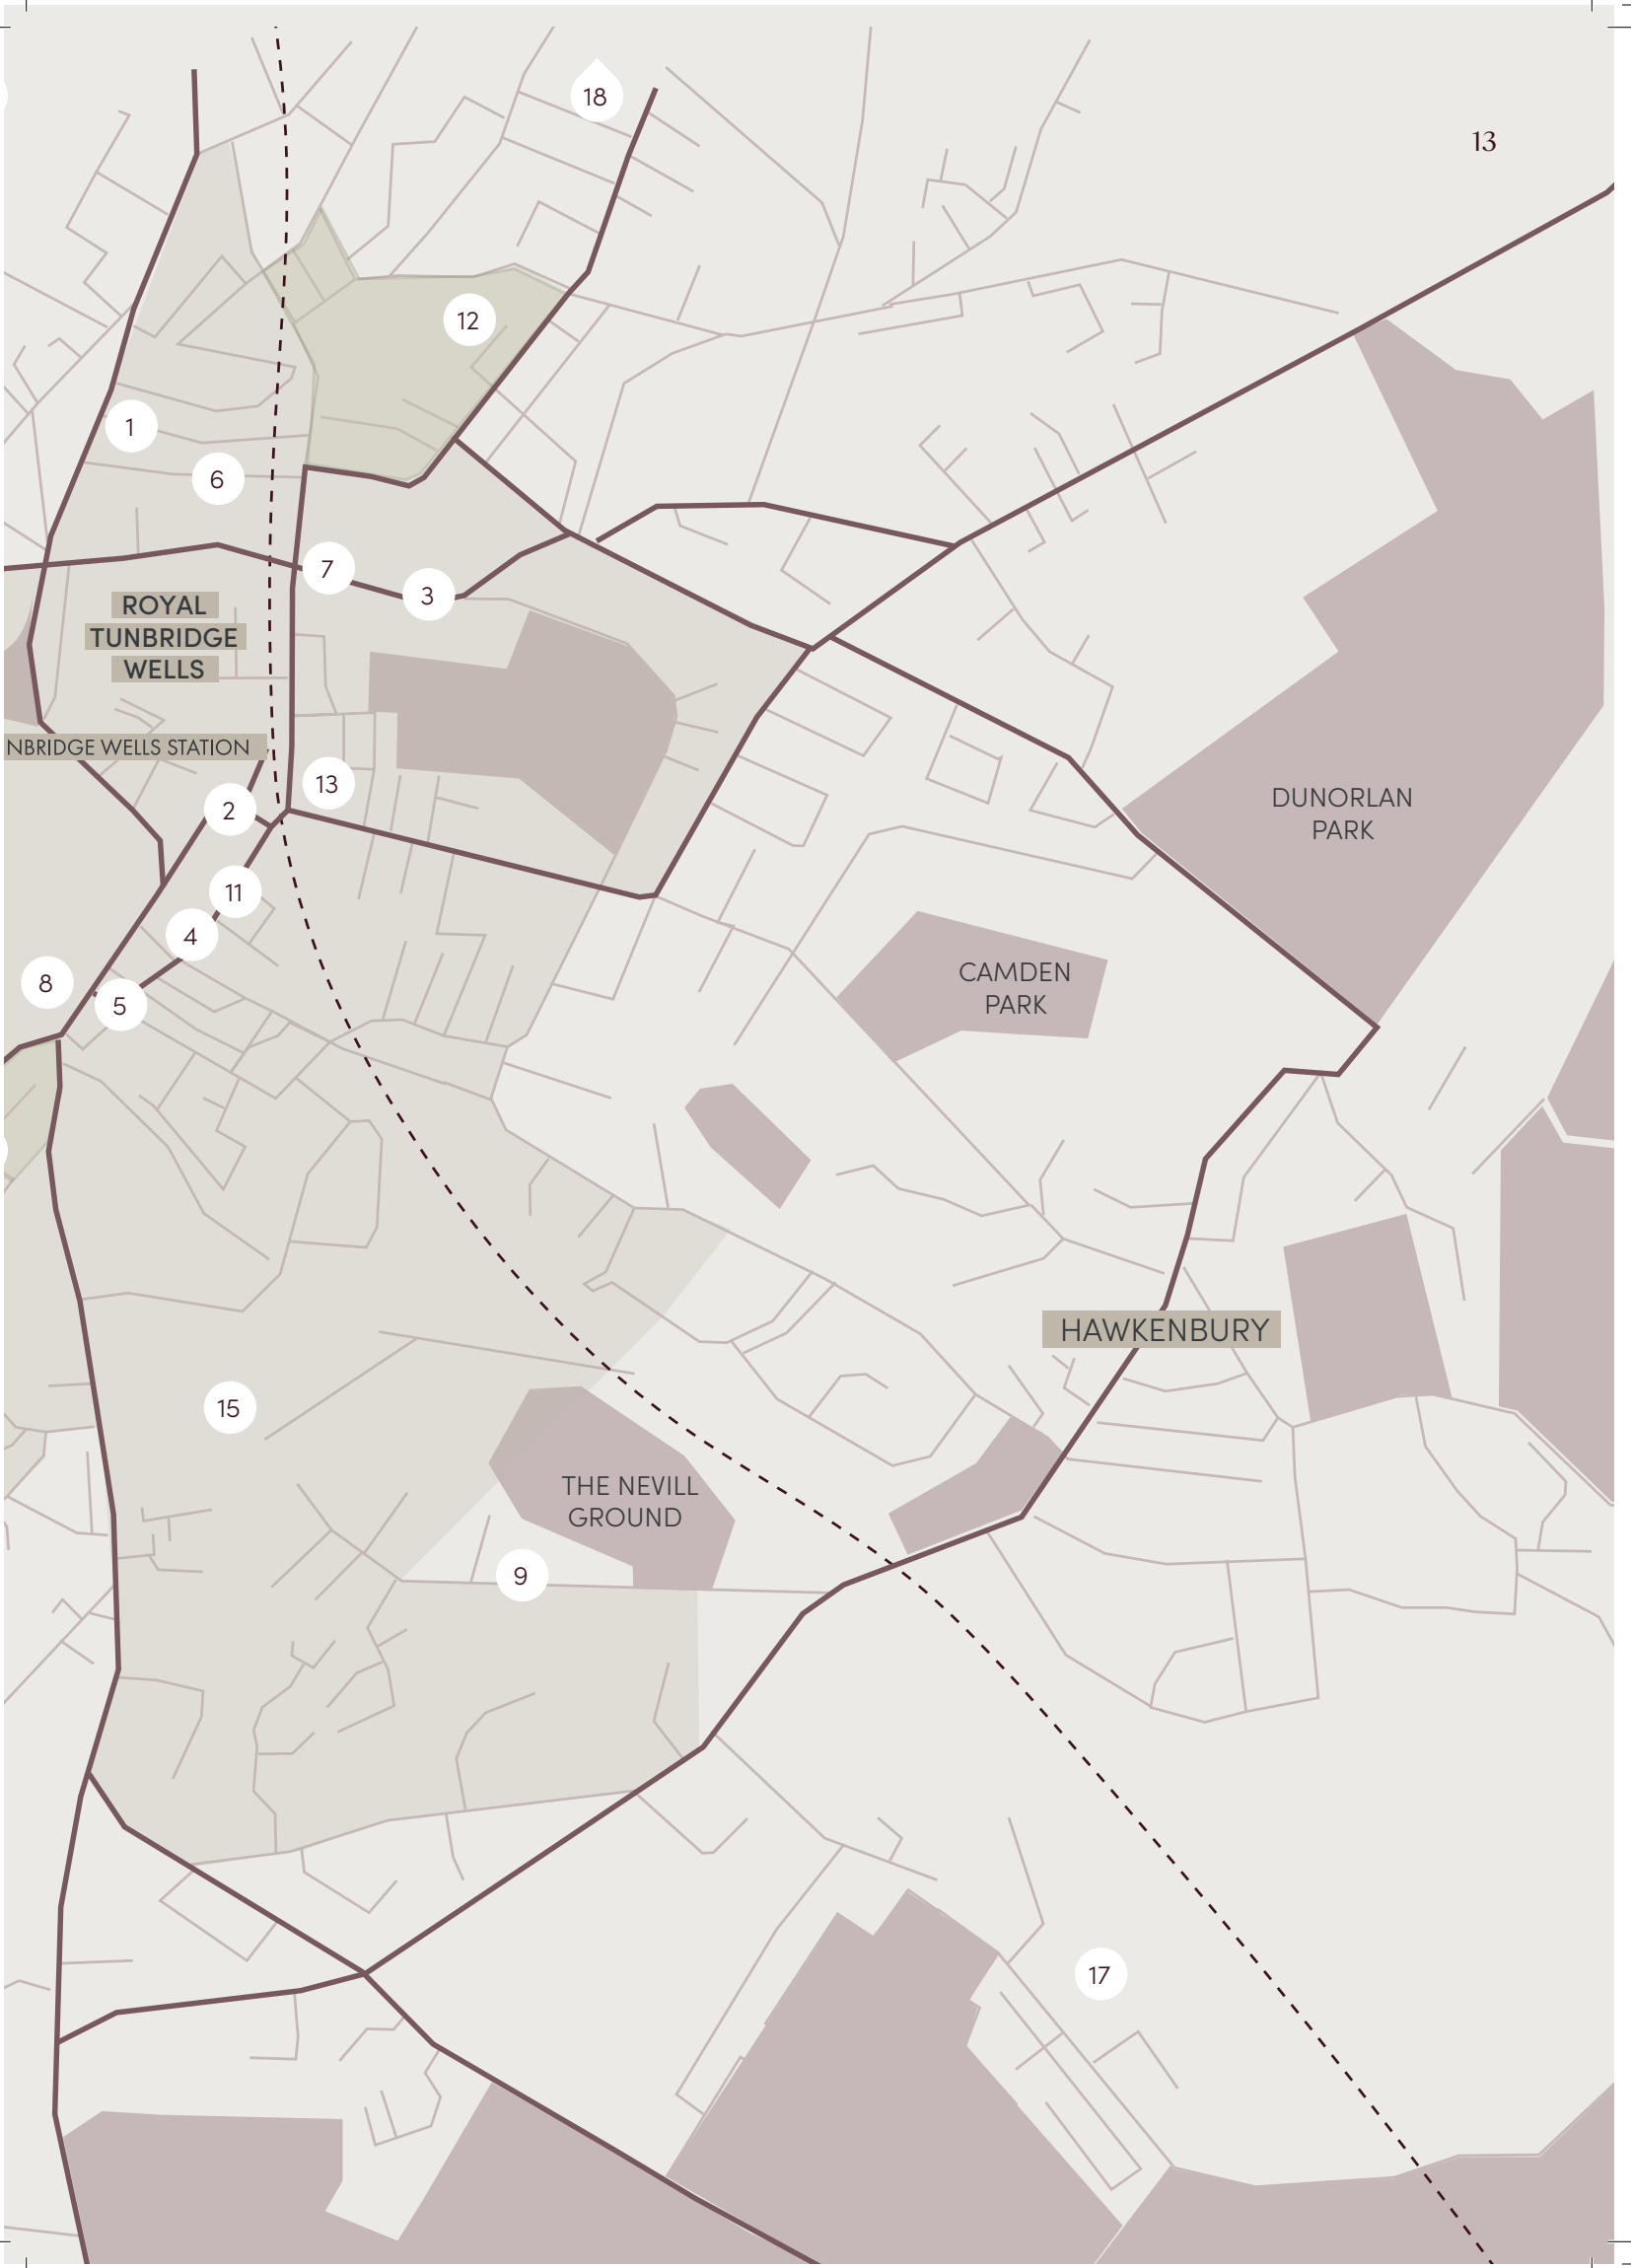 18
13
12
1
6
7
3
ROYAL
TUNBRIDGE
WELLS
NBRIDGE WELLS STATION
13
2
DUNORLAN
PARK
11
4
8
5
CAMDEN
PARK
HAWKENBURY
15
THE NEVILL
GROUND
9
17